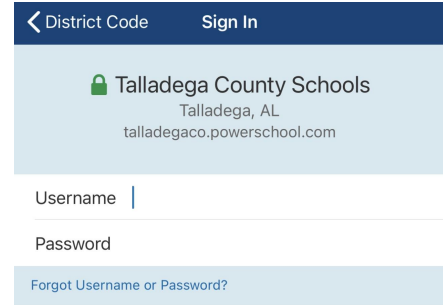 District Code Sign In
Talladega County Schools
Talladega, AL
talladegaco.powerschool.com
Username
Password
Forgot Username or Password?